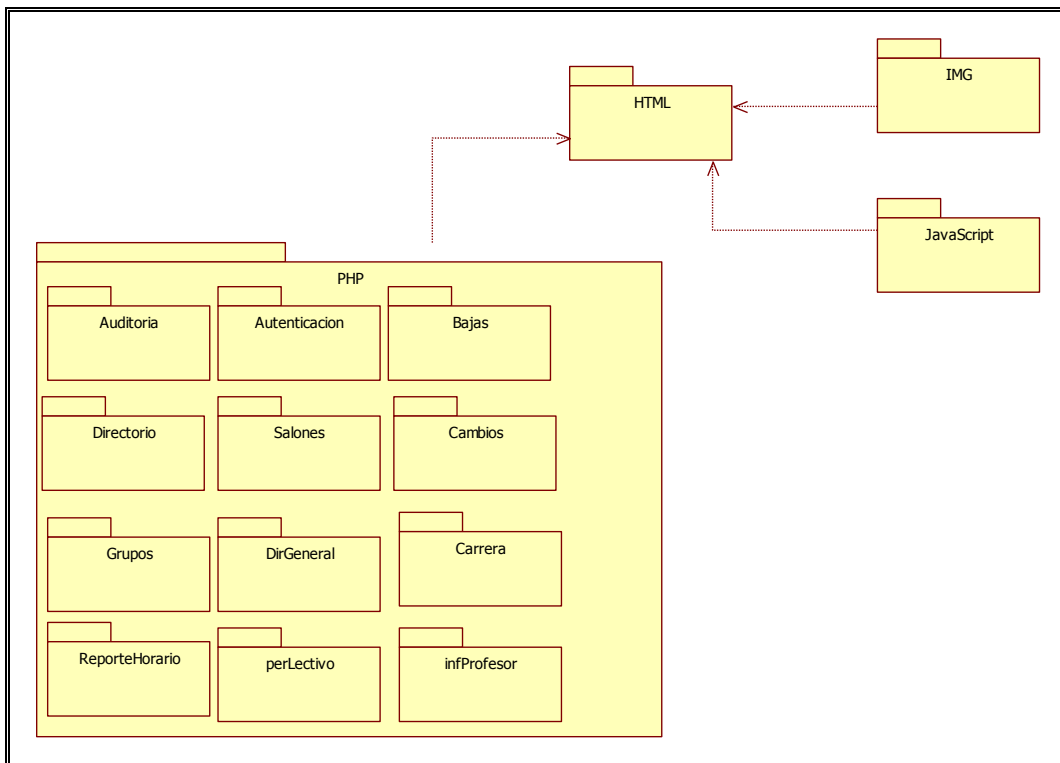 IMG
HTML
JavaScript
PHP
Auditoria
Autenticacion
Bajas
Directorio
Salones
Cambios
Grupos
DirGeneral
Carrera
ReporteHorario
perLectivo
infProfesor